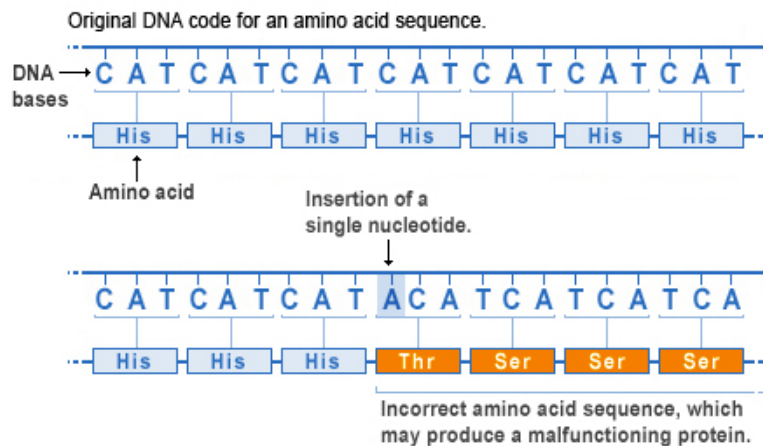 Original DNA code for an amino acid sequence.
DNA bases
C A T C A T C A T C A T C A T C A T C A T
His His His His His His His
Amino acid
Insertion of a
single nucleotide.
C A T C A T C A T A C A T C A T C A T C A
His His His Thr Ser Ser Ser
Incorrect amino acid sequence, which
may produce a malfunctioning protein.